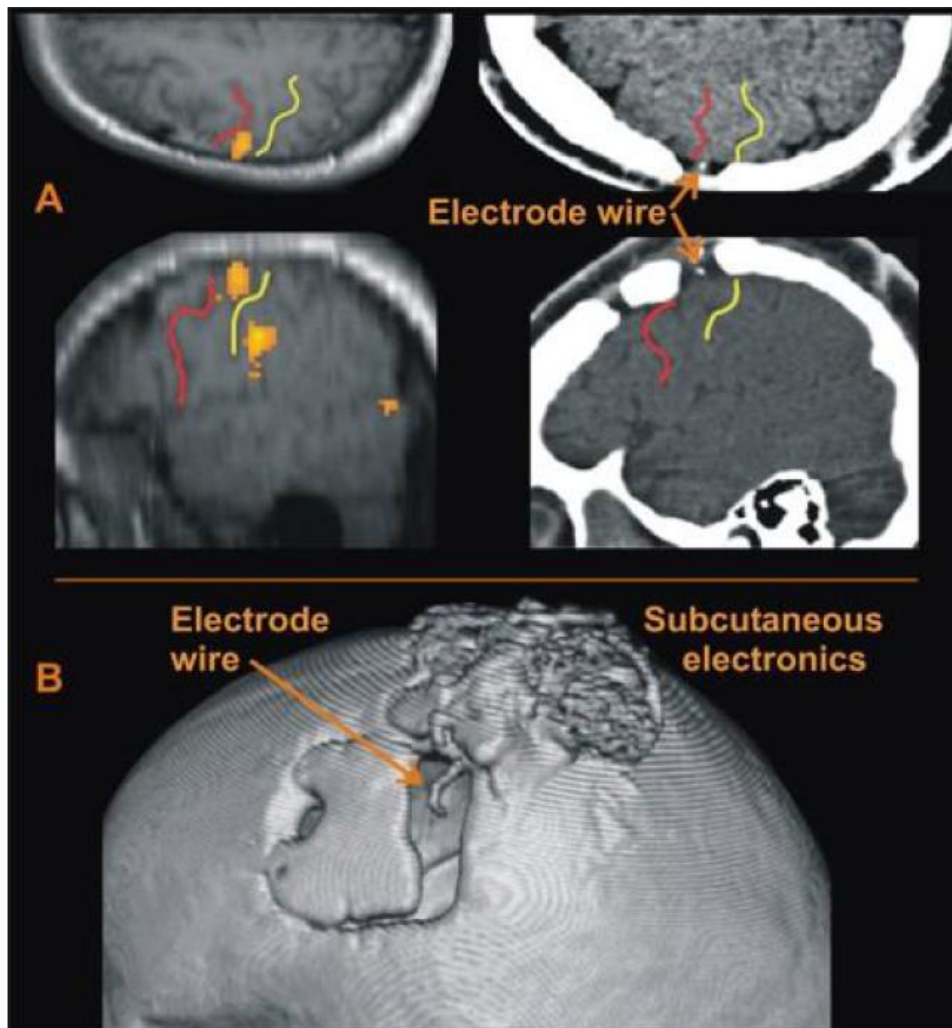 A
Electrode wire
Electrode
wire
Subcutaneous
electronics
B